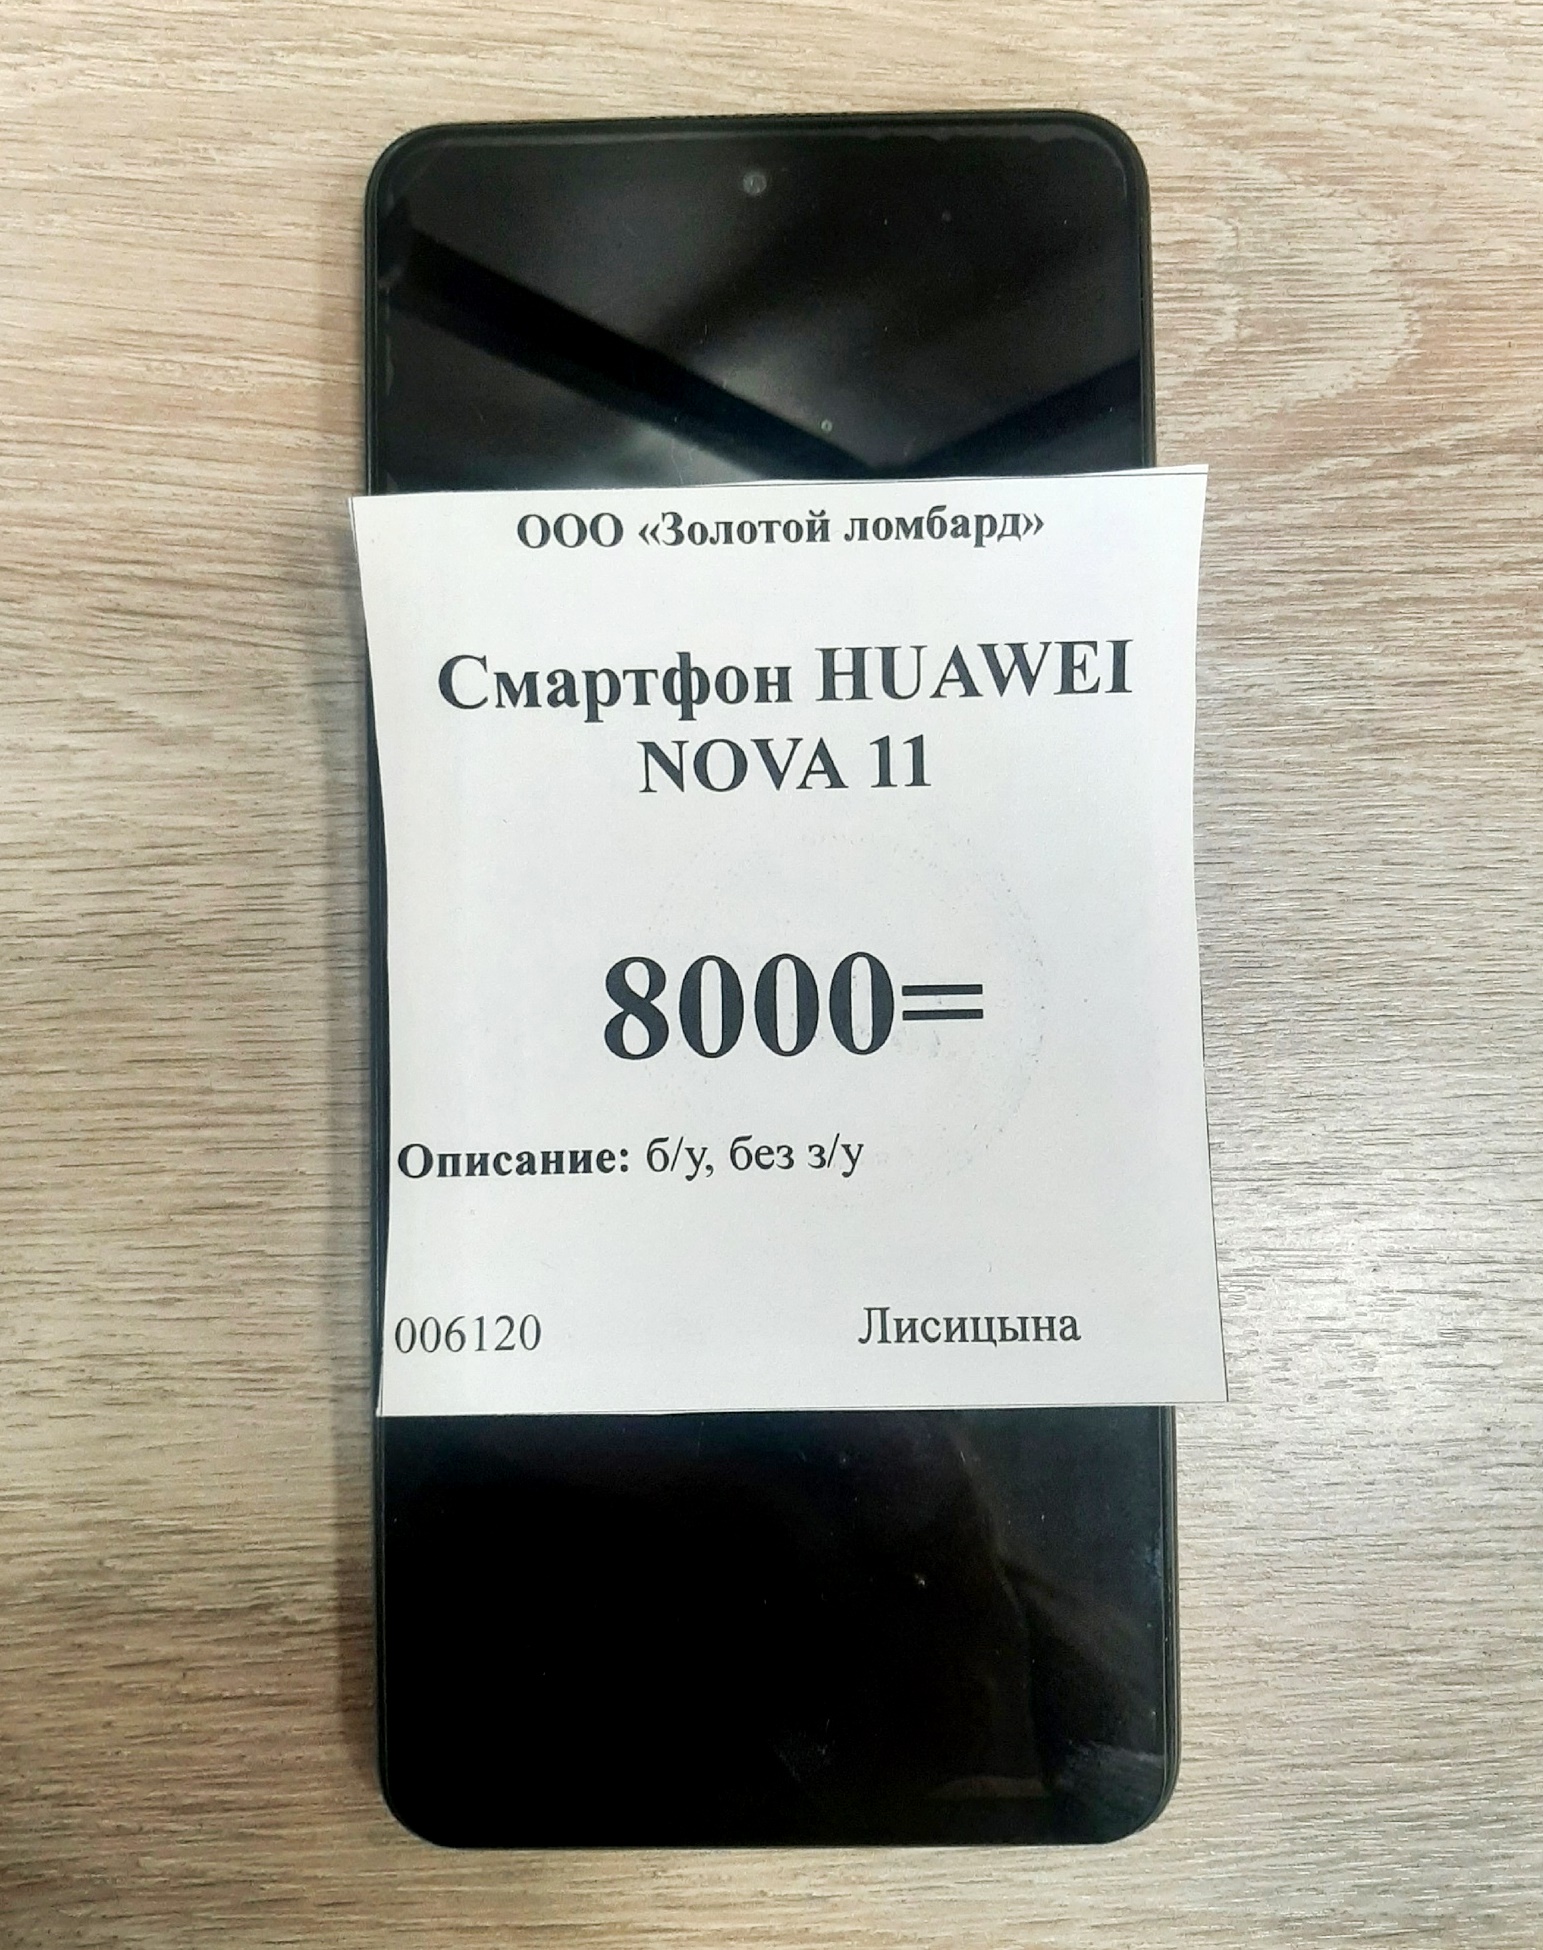 ООО «Золотой ломбард»
Смартфон HUAWEI
NOVA 11
8000=
Описание: б/у, без з/у
006120 Лисицына